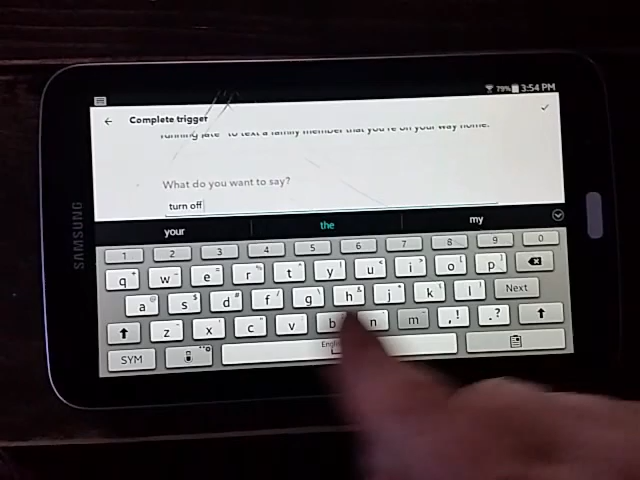 79% 3:54 PM
Complete trigger
running late" to text a family member that you're on your way home.
What do you want to say?
turn off
your the my
1 2 3 4 5 6 7 8 9 0
q w e r t y u i o p
a s d f g h j k l Next
z x c v b n m , ! . ?
SYM
SAMSUNG